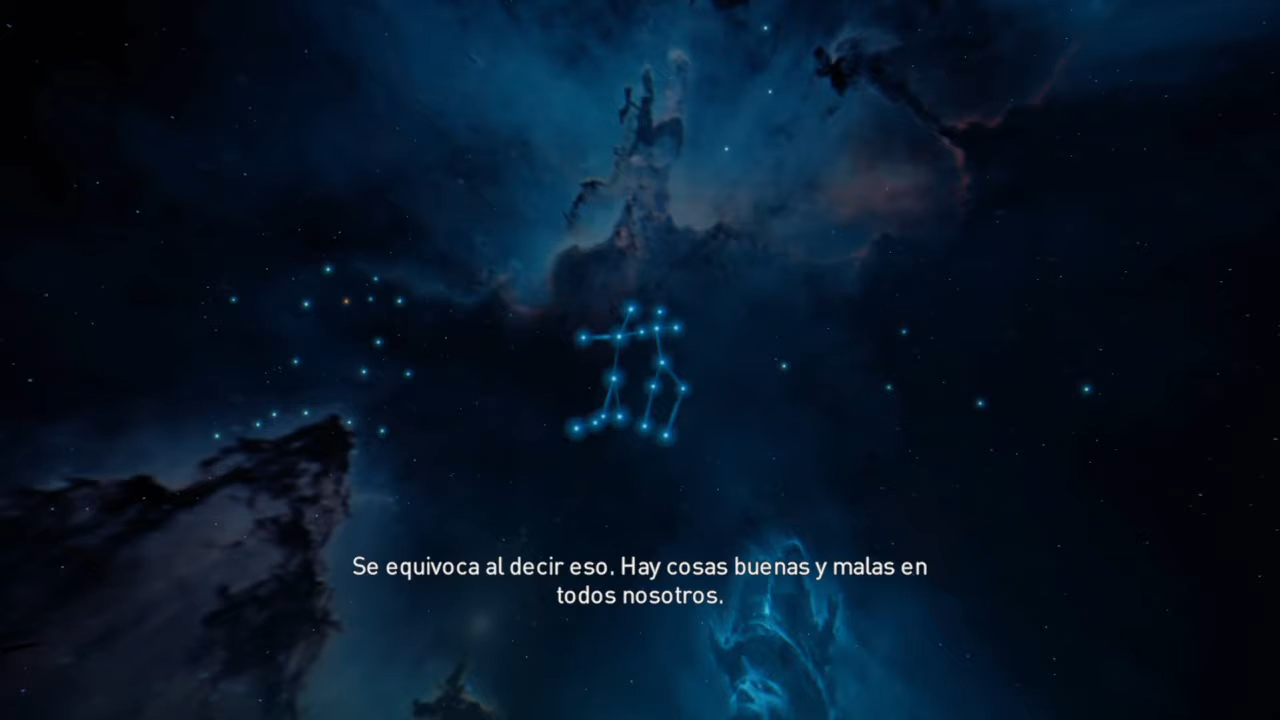 Se equivoca al decir eso. Hay cosas buenas y malas en
todos nosotros.